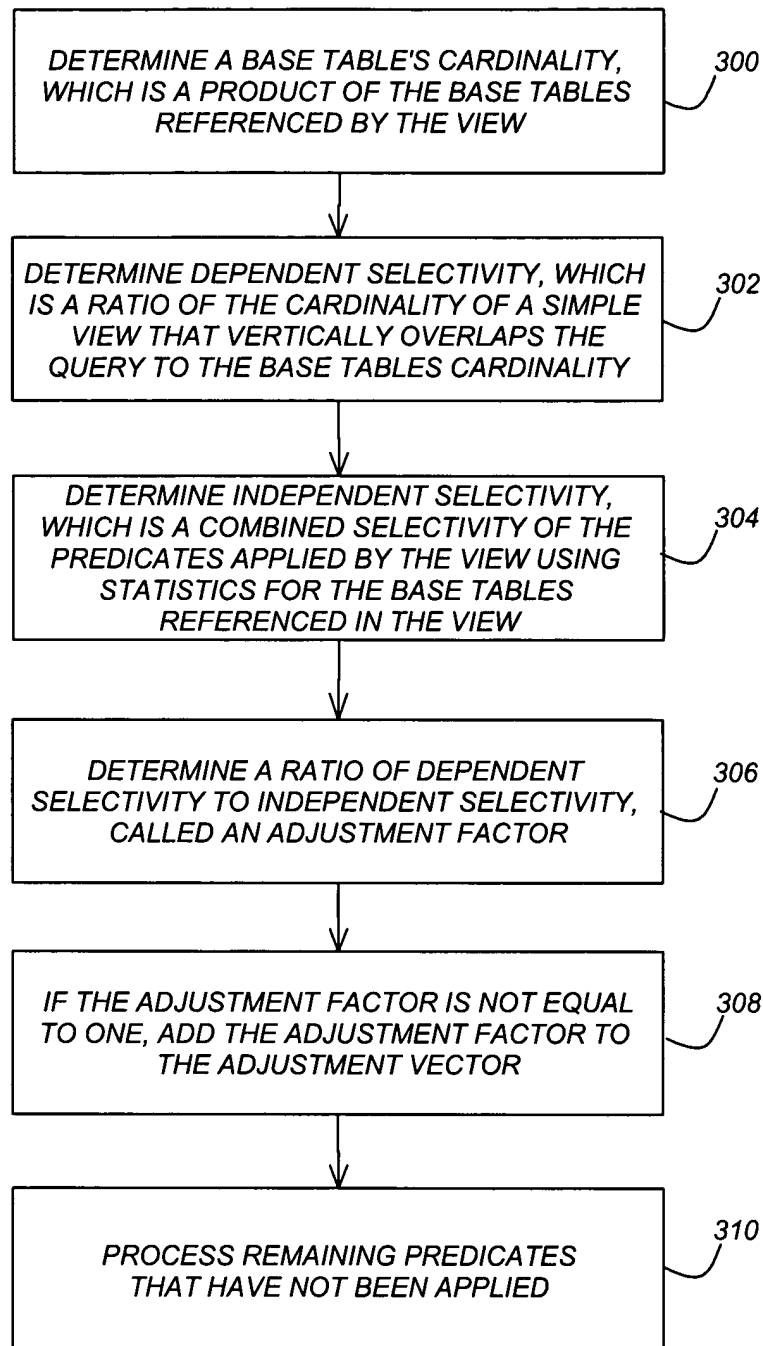 DETERMINE A BASE TABLE'S CARDINALITY,
WHICH IS A PRODUCT OF THE BASE TABLES
REFERENCED BY THE VIEW
300
DETERMINE DEPENDENT SELECTIVITY, WHICH
IS A RATIO OF THE CARDINALITY OF A SIMPLE
VIEW THAT VERTICALLY OVERLAPS THE
QUERY TO THE BASE TABLES CARDINALITY
302
DETERMINE INDEPENDENT SELECTIVITY,
WHICH IS A COMBINED SELECTIVITY OF THE
PREDICATES APPLIED BY THE VIEW USING
STATISTICS FOR THE BASE TABLES
REFERENCED IN THE VIEW
304
DETERMINE A RATIO OF DEPENDENT
SELECTIVITY TO INDEPENDENT SELECTIVITY,
CALLED AN ADJUSTMENT FACTOR
306
IF THE ADJUSTMENT FACTOR IS NOT EQUAL
TO ONE, ADD THE ADJUSTMENT FACTOR TO
THE ADJUSTMENT VECTOR
308
PROCESS REMAINING PREDICATES
THAT HAVE NOT BEEN APPLIED
310